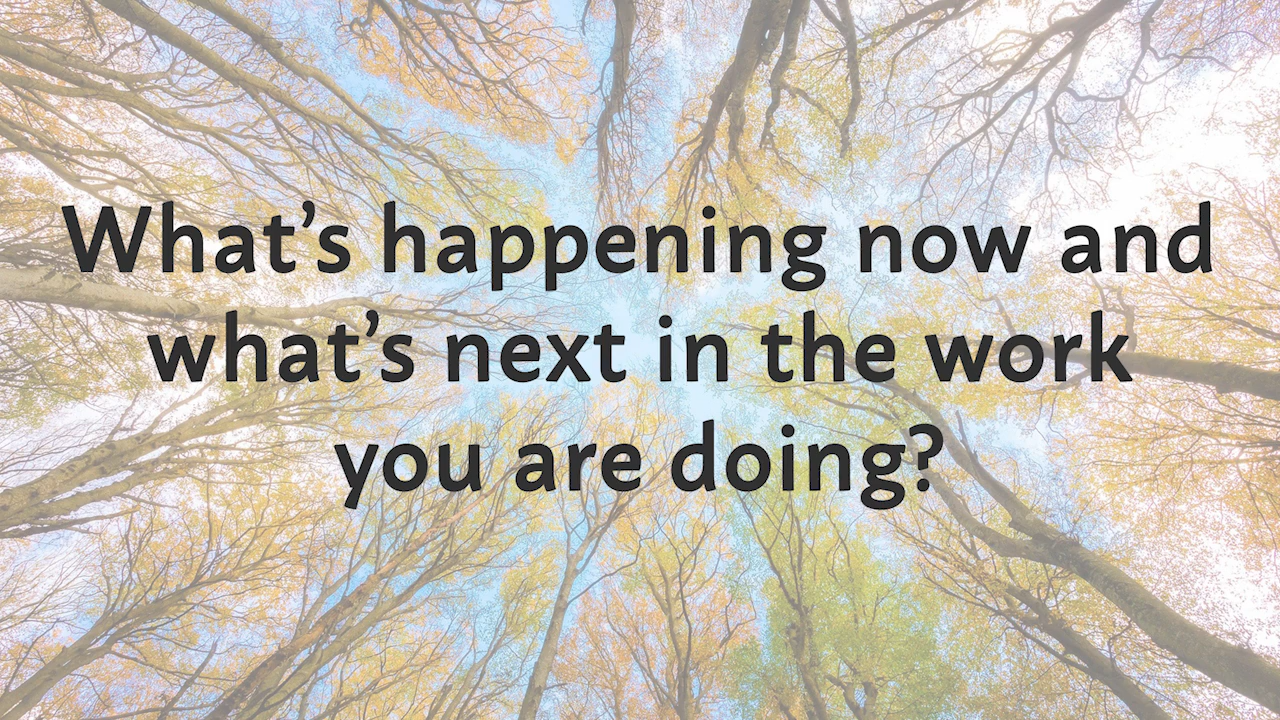 What’s happening now and
what’s next in the work
you are doing?